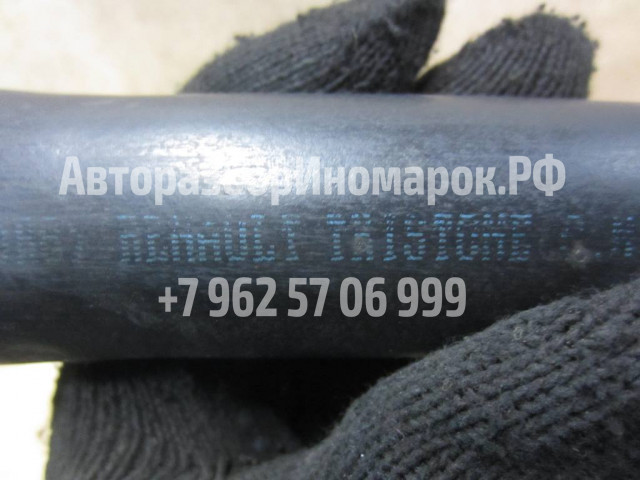 АвторазборИномарок.РФ
RENAULT TRISTONE
+7 962 57 06 999